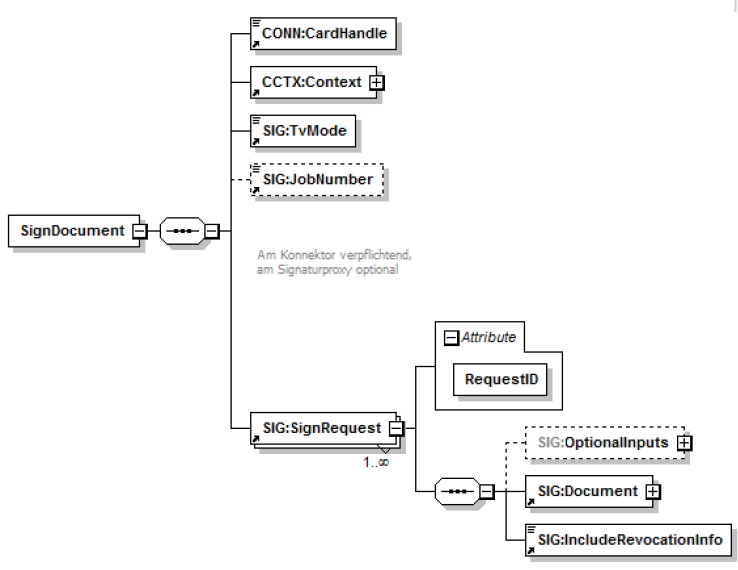 CONN:CardHandle
CCTX:Context
SIG:TvMode
SIG:JobNumber
SignDocument
Am Konnektor verpflichtend,
am Signaturproxy optional
Attribute
RequestID
SIG:SignRequest
1..∞
SIG:OptionalInputs
SIG:Document
SIG:IncludeRevocationInfo